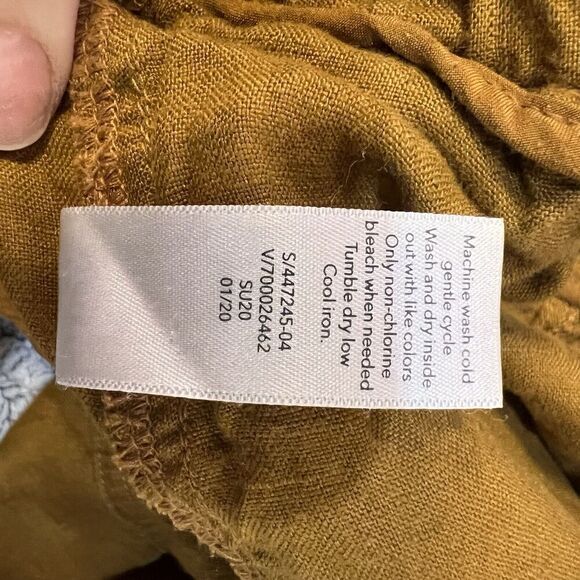 Machine wash cold
gentle cycle
Wash and dry inside
out with like colors
Only non-chlorine
bleach when needed
Tumble dry low
Cool iron.
S/447245-04
V/700026462
SU20
01/20